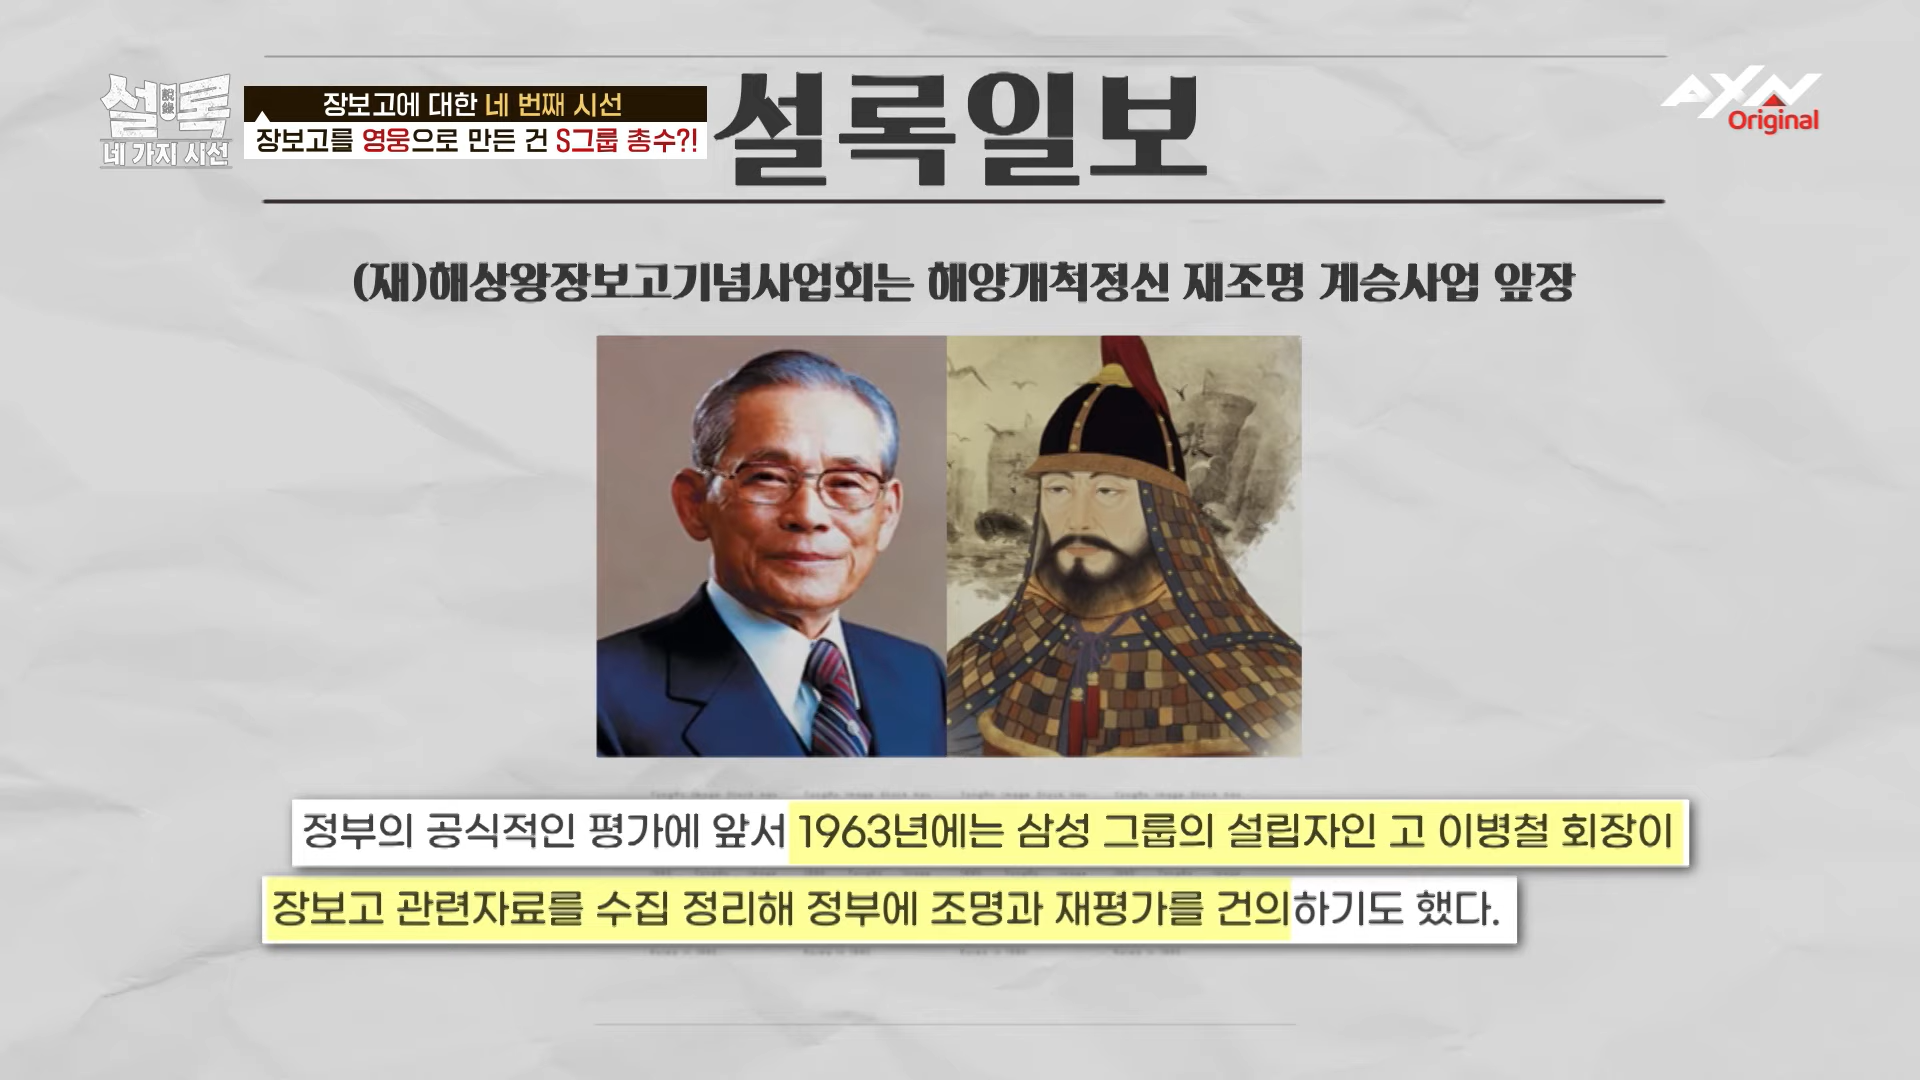 설록
說錄
네 가지 시선
장보고에 대한 네 번째 시선
장보고를 영웅으로 만든 건 S그룹 총수?!
설록일보
AXN
Original
(재)해상왕장보고기념사업회는 해양개척정신 재조명 계승사업 앞장
정부의 공식적인 평가에 앞서 1963년에는 삼성 그룹의 설립자인 고 이병철 회장이
장보고 관련자료를 수집 정리해 정부에 조명과 재평가를 건의하기도 했다.